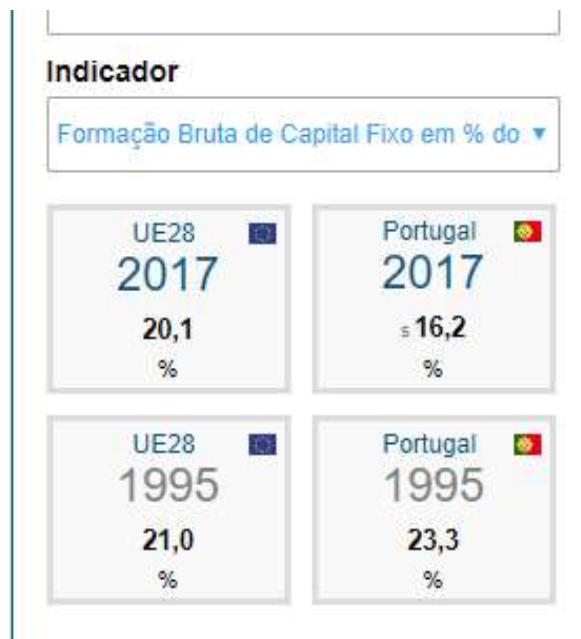 Indicador
Formação Bruta de Capital Fixo em % do ▼
UE28
2017
20,1
%
Portugal
2017
s 16,2
%
UE28
1995
21,0
%
Portugal
1995
23,3
%